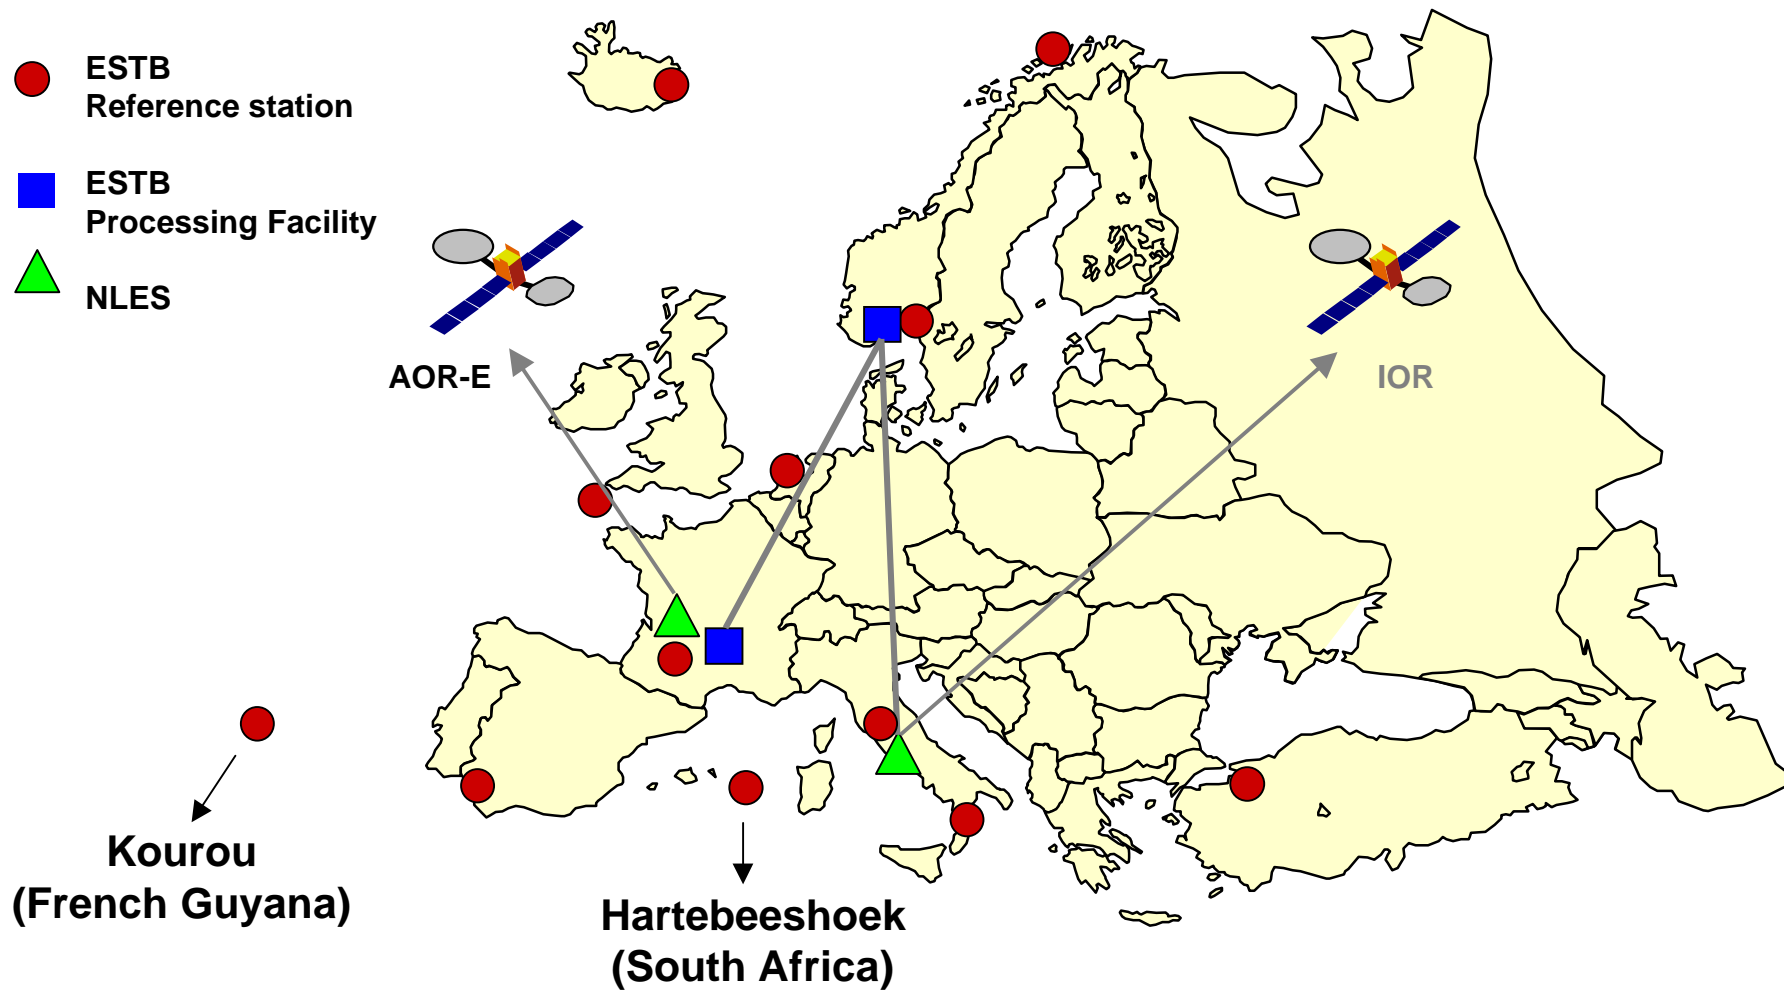 ESTB
Reference station
ESTB
Processing Facility
NLES
AOR-E
IOR
Kourou
(French Guyana)
Hartebeeshoek
(South Africa)